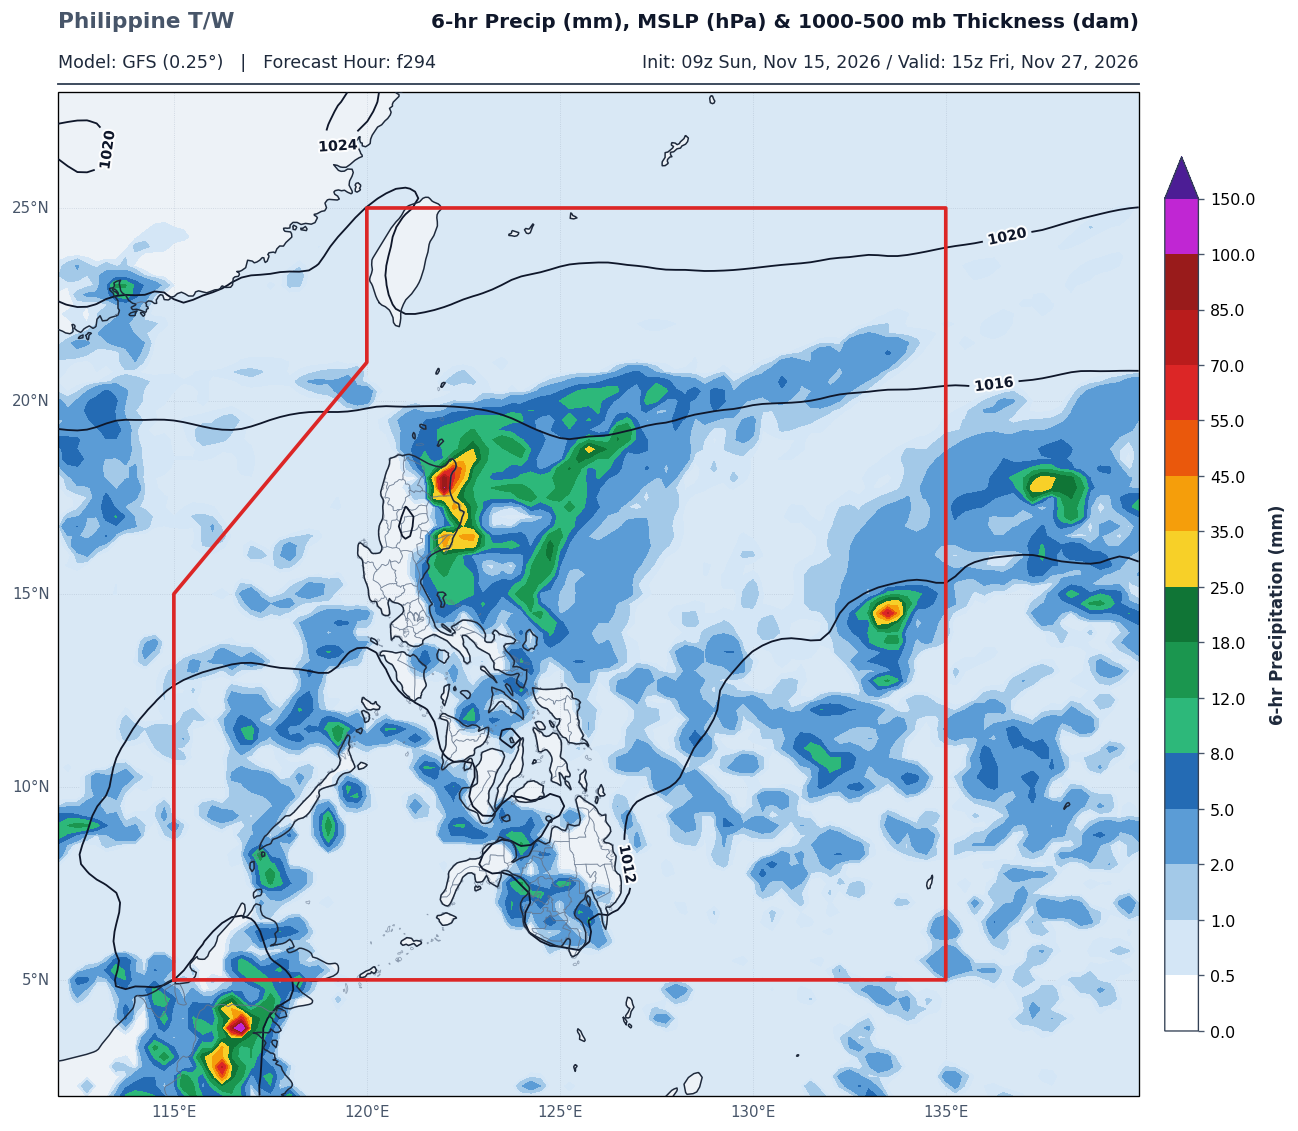 Philippine T/W
6-hr Precip (mm), MSLP (hPa) & 1000-500 mb Thickness (dam)
Model: GFS (0.25°) | Forecast Hour: f294
Init: 09z Sun, Nov 15, 2026 / Valid: 15z Fri, Nov 27, 2026
1020
1024
1020
1016
1012
25°N
20°N
15°N
10°N
5°N
115°E
120°E
125°E
130°E
135°E
150.0
100.0
85.0
70.0
55.0
45.0
35.0
25.0
18.0
12.0
8.0
5.0
2.0
1.0
0.5
0.0
6-hr Precipitation (mm)